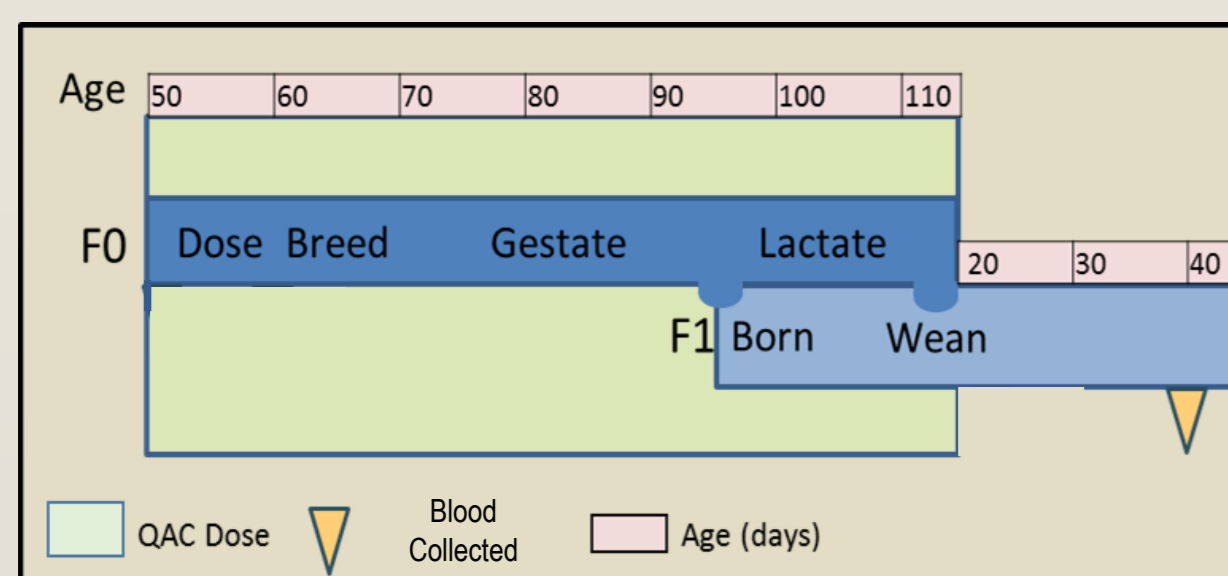 Age 50 60 70 80 90 100 110
F0 Dose Breed Gestate Lactate
20 30 40
F1 Born Wean
QAC Dose
Blood
Collected
Age (days)